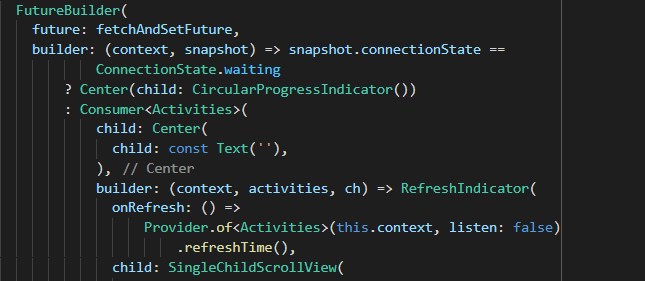 FutureBuilder(
future: fetchAndSetFuture,
builder: (context, snapshot) => snapshot.connectionState ==
ConnectionState.waiting
? Center(child: CircularProgressIndicator())
: Consumer<Activities>(
child: Center(
child: const Text(''),
), // Center
builder: (context, activities, ch) => RefreshIndicator(
onRefresh: () =>
Provider.of<Activities>(this.context, listen: false)
.refreshTime(),
child: SingleChildScrollView(